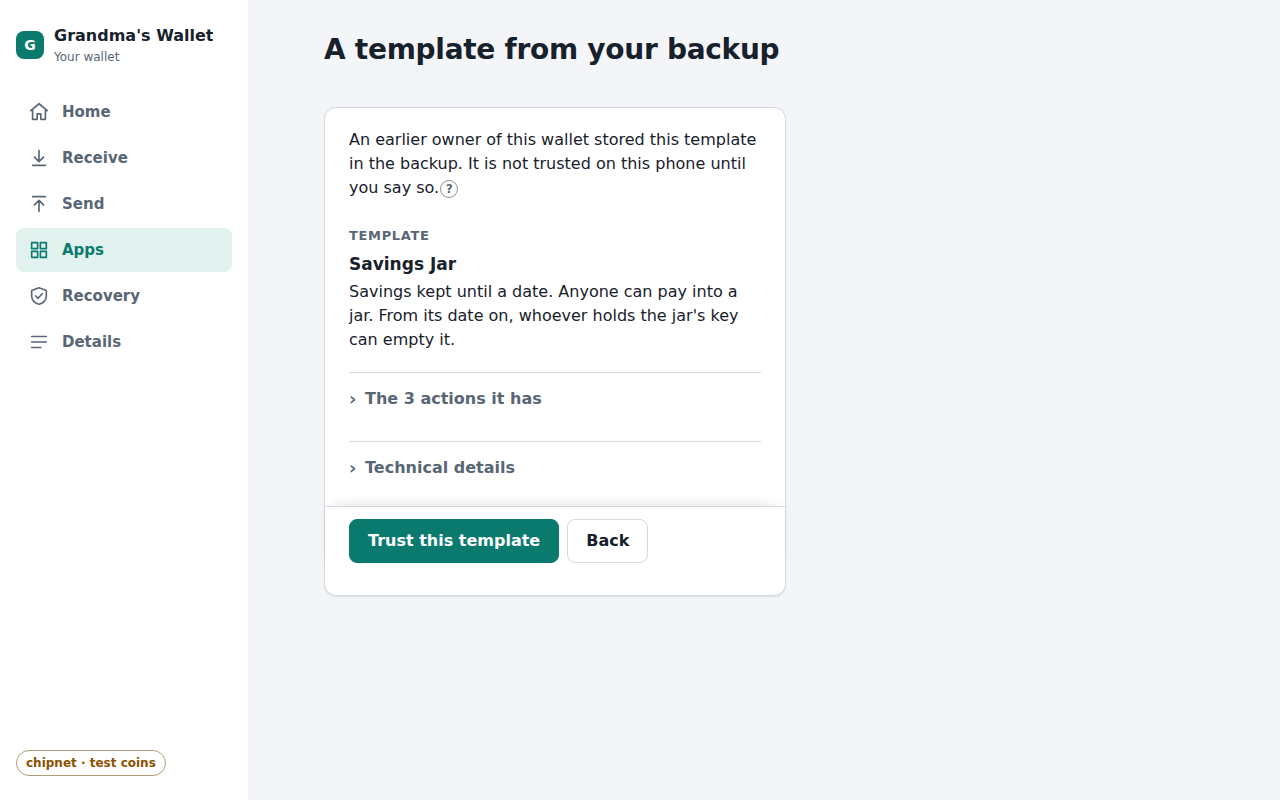 G
Grandma's Wallet
Your wallet
Home
Receive
Send
Apps
Recovery
Details
chipnet · test coins
A template from your backup
An earlier owner of this wallet stored this template
in the backup. It is not trusted on this phone until
you say so. ?
TEMPLATE
Savings Jar
Savings kept until a date. Anyone can pay into a
jar. From its date on, whoever holds the jar's key
can empty it.
› The 3 actions it has
› Technical details
Trust this template
Back